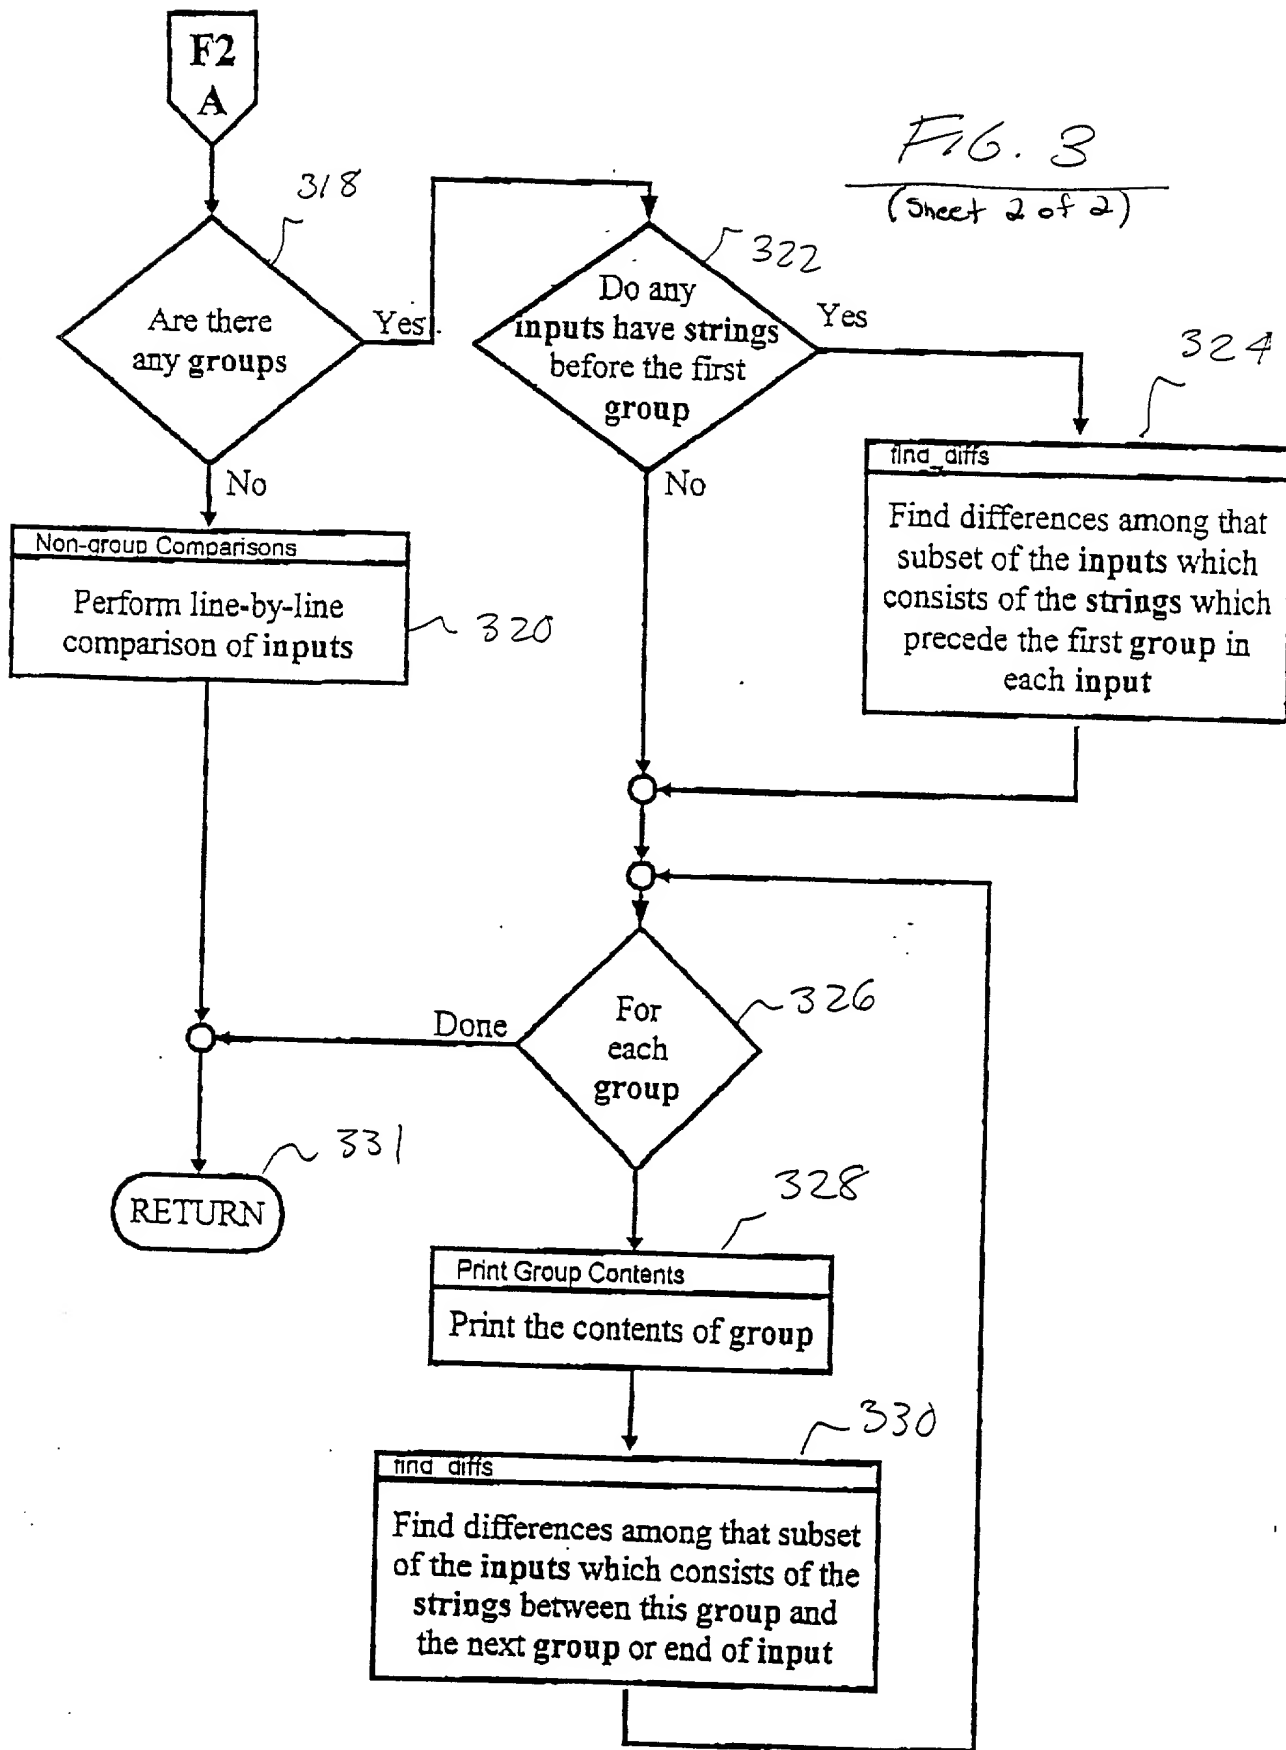 F2
A
FIG. 3
(Sheet 2 of 2)
318
Are there
any groups
Yes
No
322
Do any
inputs have strings
before the first
group
Yes
No
324
find_diffs
Find differences among that
subset of the inputs which
consists of the strings which
precede the first group in
each input
Non-group Comparisons
Perform line-by-line
comparison of inputs
320
326
For
each
group
Done
331
RETURN
328
Print Group Contents
Print the contents of group
330
find_diffs
Find differences among that subset
of the inputs which consists of the
strings between this group and
the next group or end of input